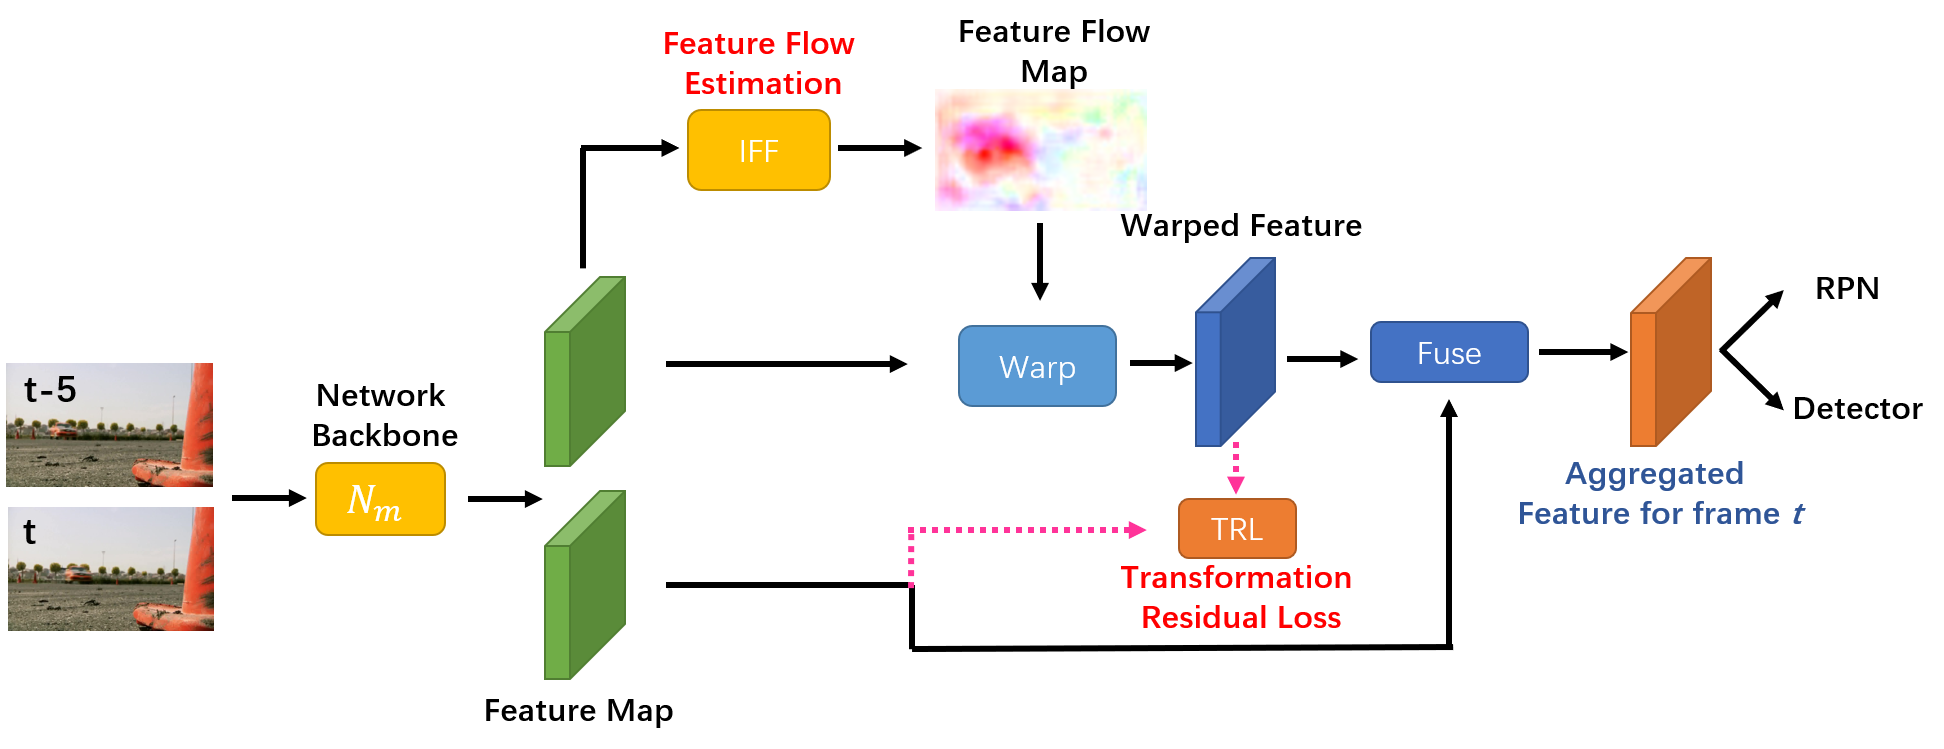 Feature Flow
Estimation
IFF
Feature Flow
Map
Warped Feature
t-5
t
Network
Backbone
Nm
Feature Map
Warp
TRL
Transformation
Residual Loss
Fuse
Aggregated
Feature for frame t
RPN
Detector